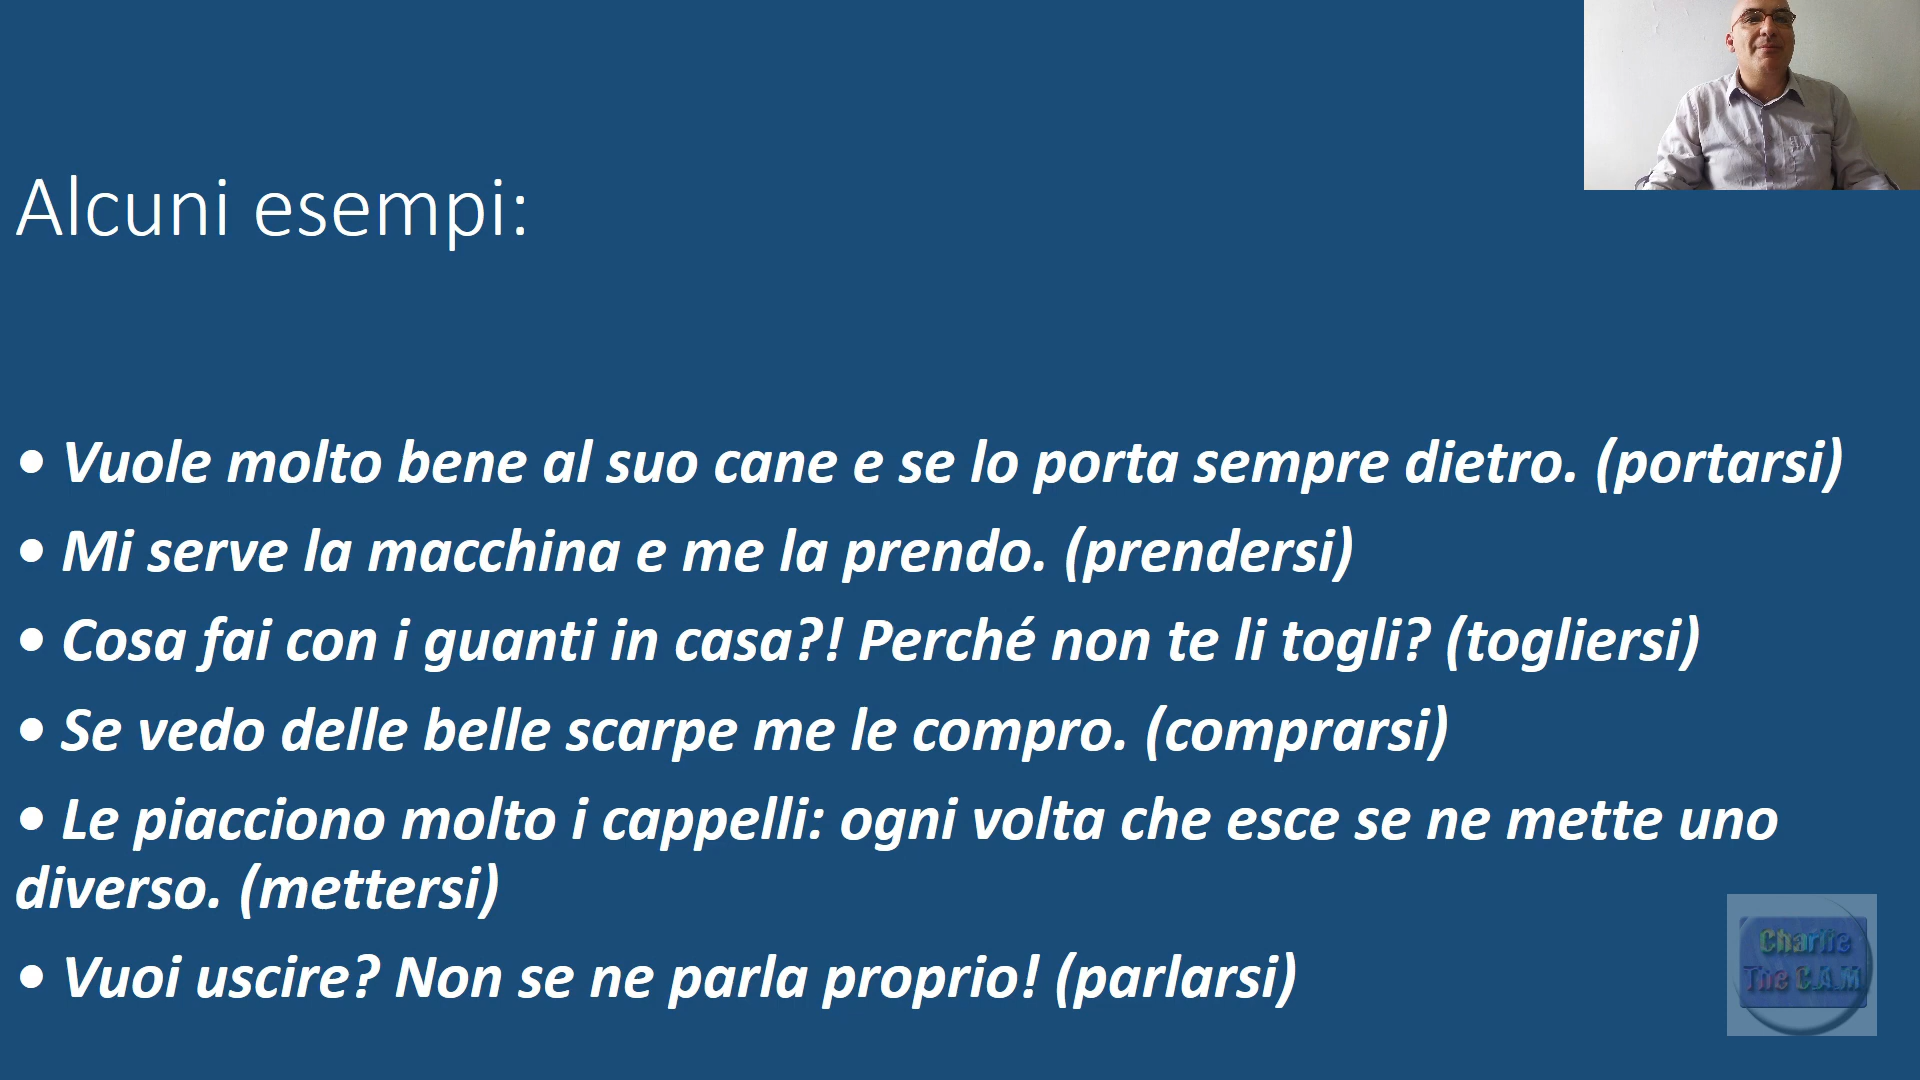 Alcuni esempi:
• Vuole molto bene al suo cane e se lo porta sempre dietro. (portarsi)
• Mi serve la macchina e me la prendo. (prendersi)
• Cosa fai con i guanti in casa?! Perché non te li togli? (togliersi)
• Se vedo delle belle scarpe me le compro. (comprarsi)
• Le piacciono molto i cappelli: ogni volta che esce se ne mette uno
diverso. (mettersi)
• Vuoi uscire? Non se ne parla proprio! (parlarsi)
Charlie
The C.A.M